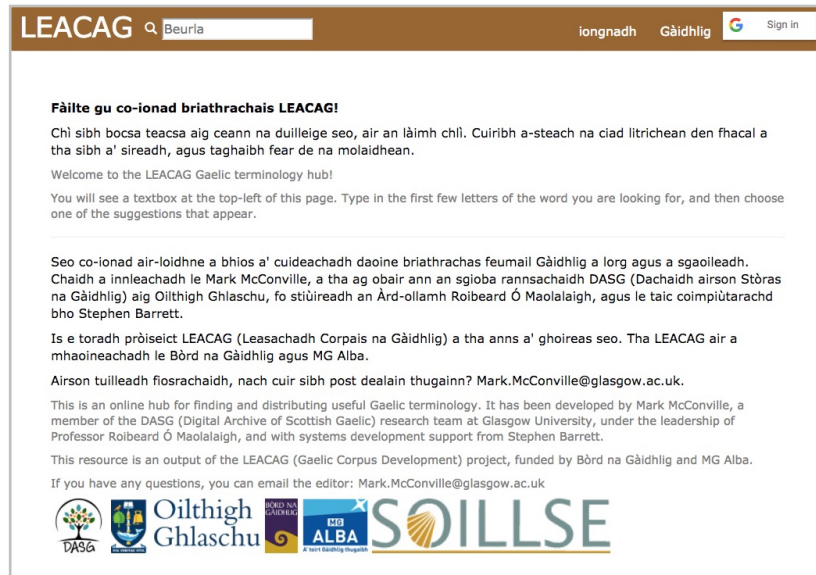 LEACAG Beurla iongnadh Gàidhlig Sign in
Fàilte gu co-ionad briathrachais LEACAG!
Chì sibh bocsa teacsa aig ceann na duilleige seo, air an làimh chlì. Cuiribh a-steach na ciad litrichean den fhacal a
tha sibh a' sireadh, agus taghaibh fear de na molaidhean.
Welcome to the LEACAG Gaelic terminology hub!
You will see a textbox at the top-left of this page. Type in the first few letters of the word you are looking for, and then choose
one of the suggestions that appear.
Seo co-ionad air-loidhne a bhios a' cuideachadh daoine briathrachas feumail Gàidhlig a lorg agus a sgaoileadh.
Chaidh a innleachadh le Mark McConville, a tha ag obair ann an sgioba rannsachaidh DASG (Dachaidh airson Stòras
na Gàidhlig) aig Oilthigh Ghlaschu, fo stiùireadh an Àrd-ollamh Roibeard Ó Maolalaigh, agus le taic coimpiùtarachd
bho Stephen Barrett.
Is e toradh pròiseict LEACAG (Leasachadh Corpais na Gàidhlig) a tha anns a' ghoireas seo. Tha LEACAG air a
mhaoineachadh le Bòrd na Gàidhlig agus MG Alba.
Airson tuilleadh fiosrachaidh, nach cuir sibh post dealain thugainn? Mark.McConville@glasgow.ac.uk.
This is an online hub for finding and distributing useful Gaelic terminology. It has been developed by Mark McConville, a
member of the DASG (Digital Archive of Scottish Gaelic) research team at Glasgow University, under the leadership of
Professor Roibeard Ó Maolalaigh, and with systems development support from Stephen Barrett.
This resource is an output of the LEACAG (Gaelic Corpus Development) project, funded by Bòrd na Gàidhlig and MG Alba.
If you have any questions, you can email the editor: Mark.McConville@glasgow.ac.uk
DASG
Oilthigh
Ghlaschu
BÒRD NA
GÀIDHLIG
MG
ALBA
A' toirt Gàidhlig thugaibh
SOILLSE